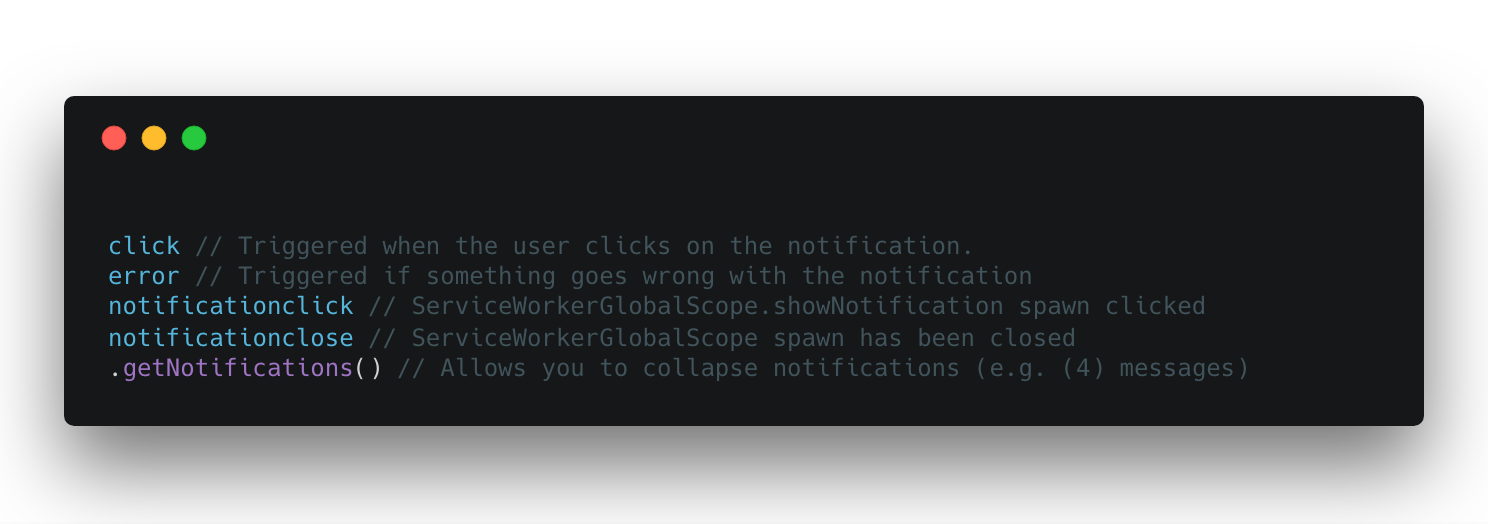 click // Triggered when the user clicks on the notification.
error // Triggered if something goes wrong with the notification
notificationclick // ServiceWorkerGlobalScope.showNotification spawn clicked
notificationclose // ServiceWorkerGlobalScope spawn has been closed
.getNotifications() // Allows you to collapse notifications (e.g. (4) messages)